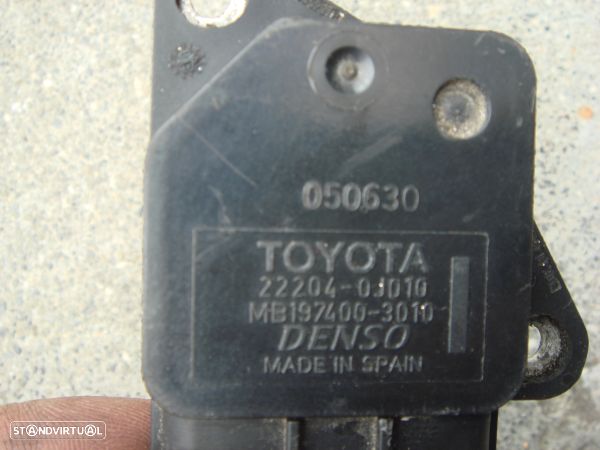 050630
TOYOTA
22204-0J010
MB197400-3010
DENSO
MADE IN SPAIN
STANDVIRTUAL